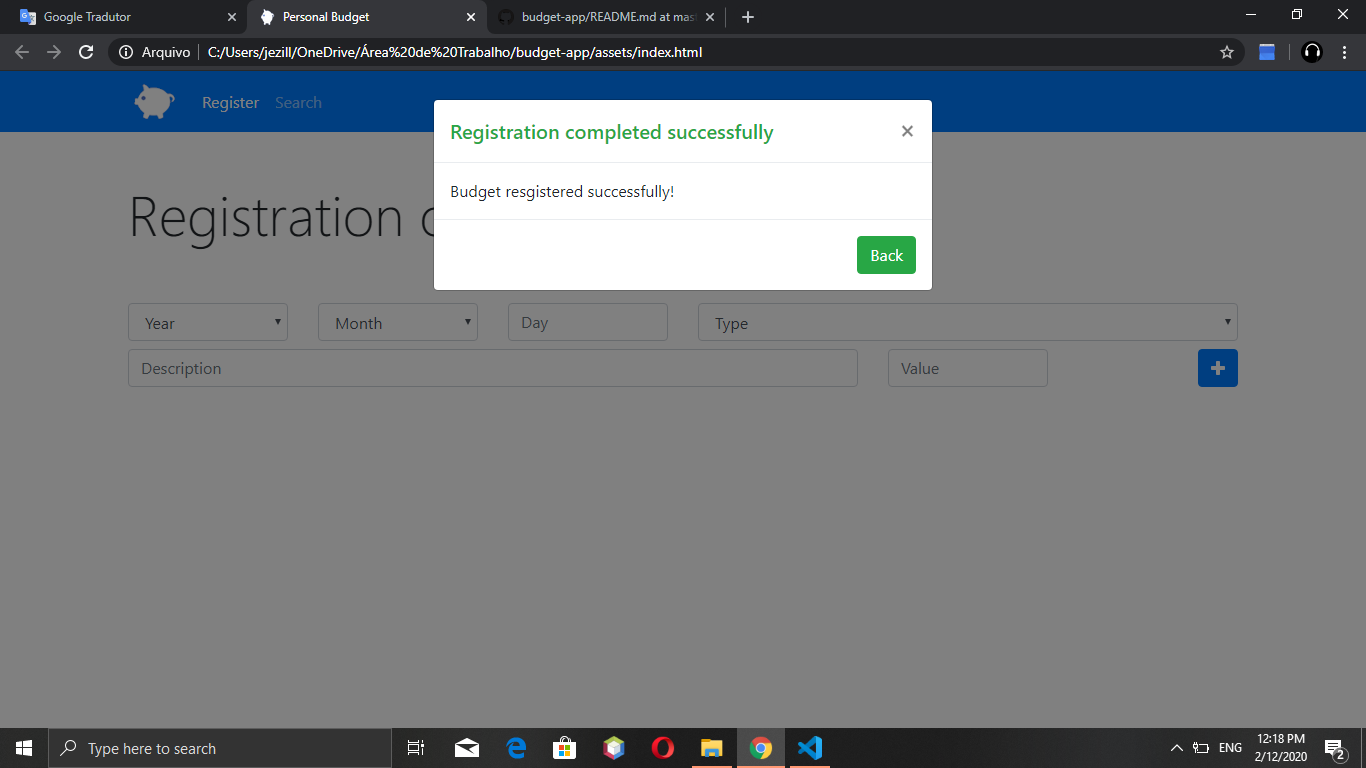 Google Tradutor
Personal Budget
budget-app/README.md at mas
Arquivo
C:/Users/jezill/OneDrive/Área%20de%20Trabalho/budget-app/assets/index.html
Register
Search
Registration completed successfully
×
Budget resgistered successfully!
Back
Registration
Year
Month
Day
Type
Description
Value
Type here to search
ENG
12:18 PM
2/12/2020
2